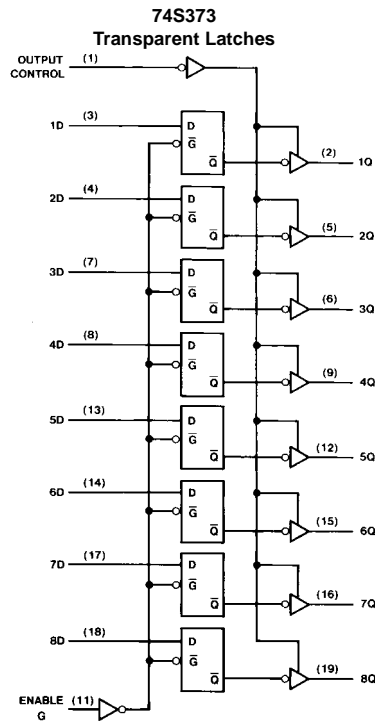 74S373
Transparent Latches
OUTPUT CONTROL (1)
1D (3) D G̅ Q̅ (2) 1Q
2D (4) D G̅ Q̅ (5) 2Q
3D (7) D G̅ Q̅ (6) 3Q
4D (8) D G̅ Q̅ (9) 4Q
5D (13) D G̅ Q̅ (12) 5Q
6D (14) D G̅ Q̅ (15) 6Q
7D (17) D G̅ Q̅ (16) 7Q
8D (18) D G̅ Q̅ (19) 8Q
ENABLE G (11)